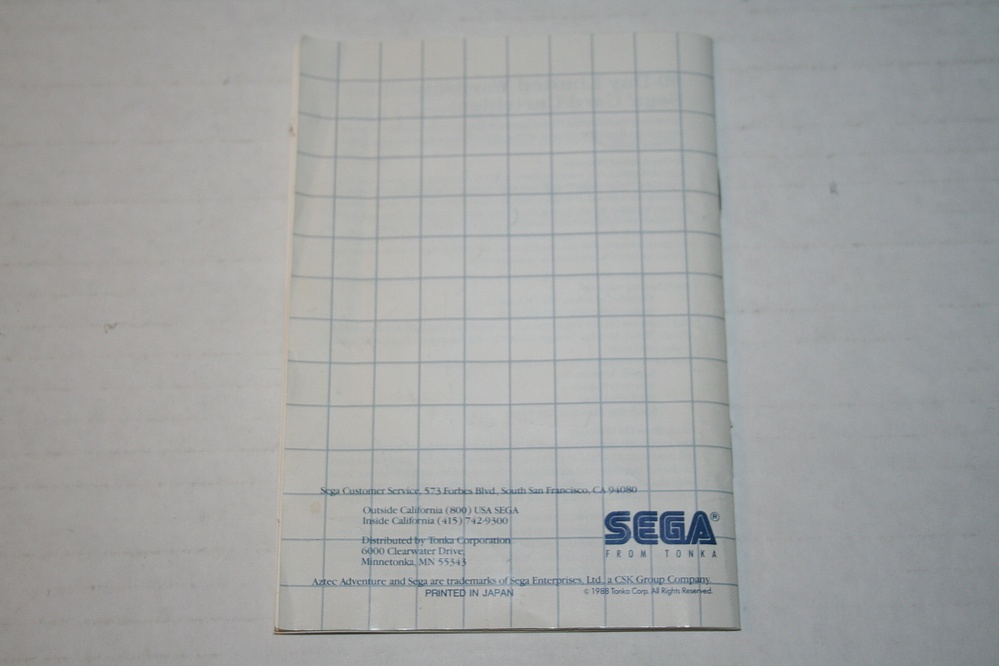 Sega Customer Service, 573 Forbes Blvd., South San Francisco, CA 94080
Outside California (800) USA SEGA
Inside California (415) 742-9300
Distributed by Tonka Corporation
6000 Clearwater Drive,
Minnetonka, MN 55343
SEGA®
FROM TONKA
Aztec Adventure and Sega are trademarks of Sega Enterprises, Ltd., a CSK Group Company.
PRINTED IN JAPAN
© 1988 Tonka Corp. All Rights Reserved.